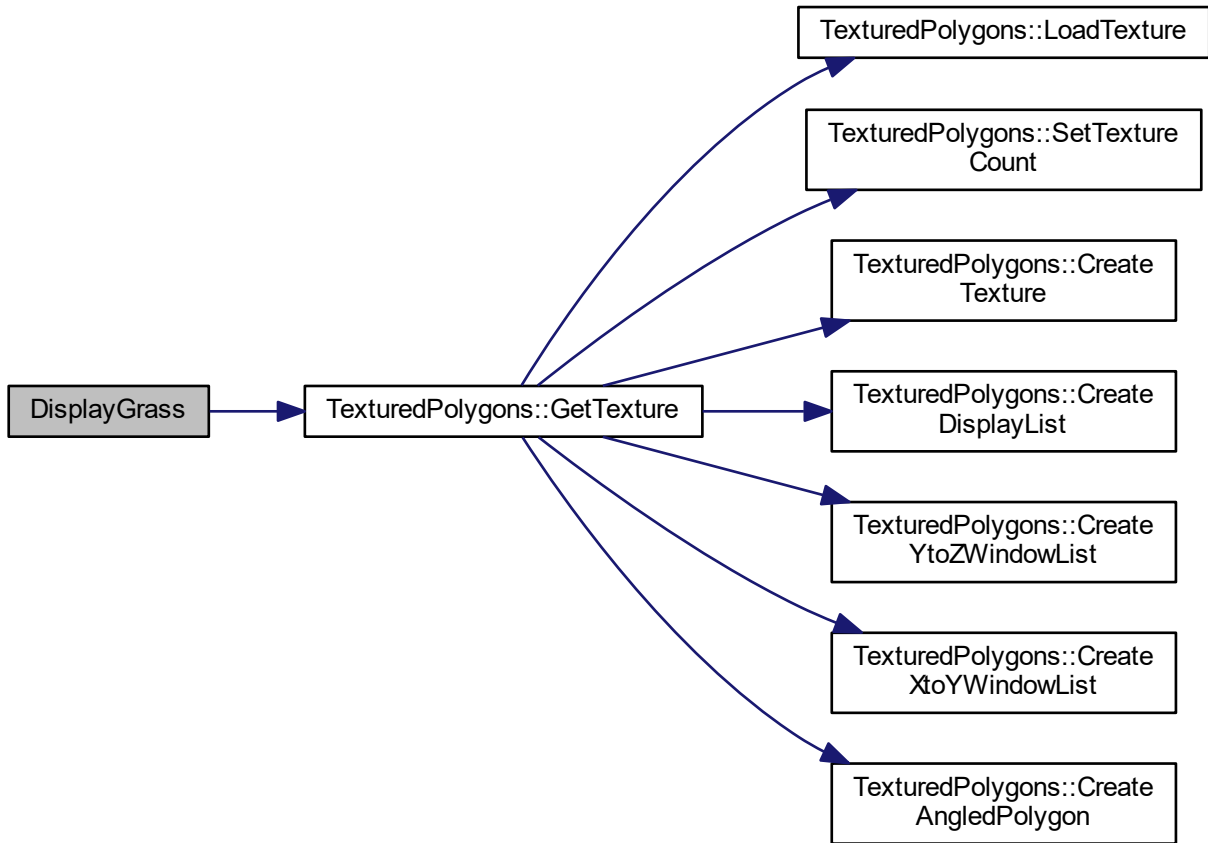 TexturedPolygons::LoadTexture
TexturedPolygons::SetTexture
Count
TexturedPolygons::Create
Texture
DisplayGrass
TexturedPolygons::GetTexture
TexturedPolygons::Create
DisplayList
TexturedPolygons::Create
YtoZWindowList
TexturedPolygons::Create
XtoYWindowList
TexturedPolygons::Create
AngledPolygon